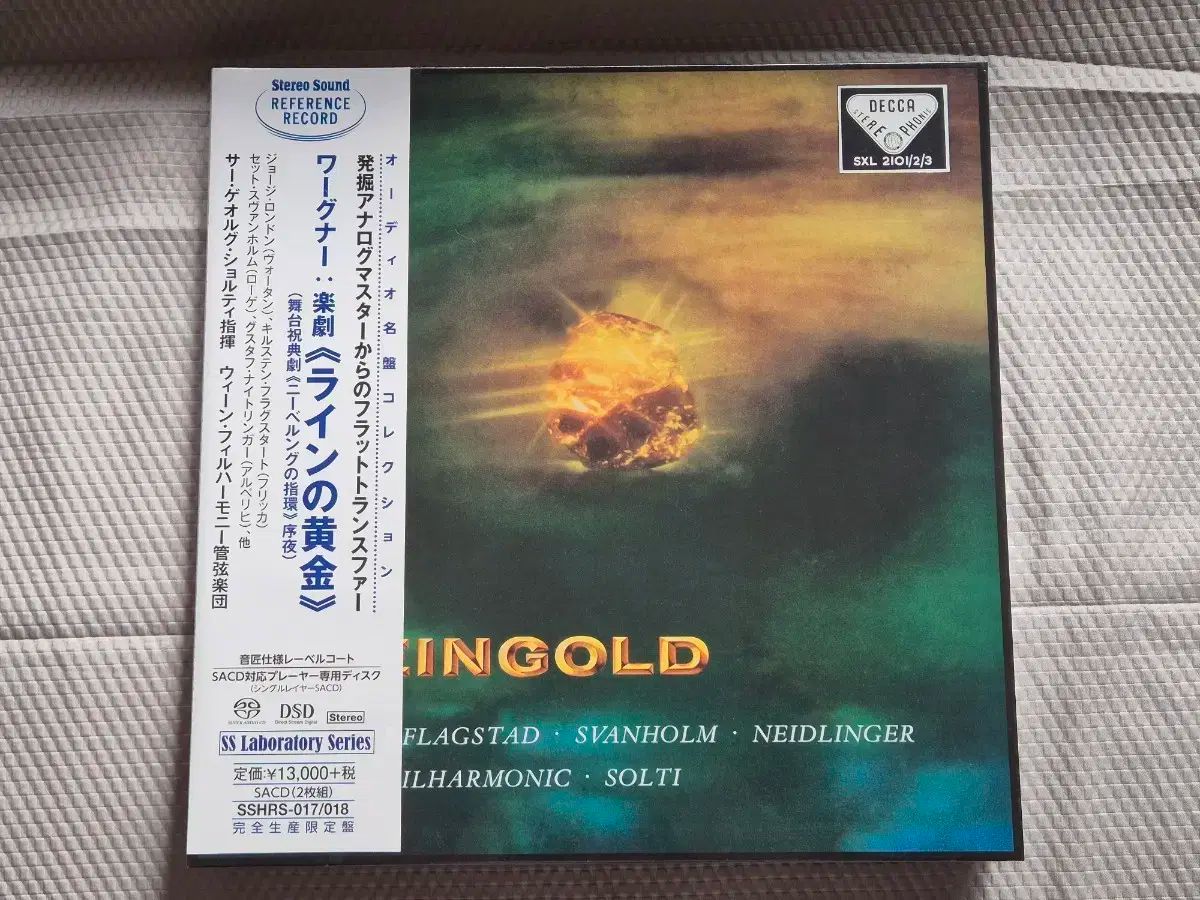 Stereo Sound
REFERENCE
RECORD
オーディオ名盤コレクション
発掘アナログマスターからのフラットトランスファー
ワーグナー：楽劇《ラインの黄金》
（舞台祝典劇《ニーベルングの指環》序夜）
ジョージ・ロンドン（ヴォータン）、キルステン・フラグスタート（フリッカ）
セット・スヴァンホルム（ローゲ）、グスタフ・ナイトリンガー（アルベリヒ）、他
サー・ゲオルグ・ショルティ指揮　ウィーン・フィルハーモニー管弦楽団
音匠仕様レーベルコート
SACD対応プレーヤー専用ディスク
（シングルレイヤーSACD）
SUPER AUDIO CD
DSD
Direct Stream Digital
Stereo
SS Laboratory Series
定価:¥13,000+税
SACD（2枚組）
SSHRS-017/018
完全生産限定盤
DECCA
STEREOPHONIC
SXL 2101/2/3
EINGOLD
FLAGSTAD · SVANHOLM · NEIDLINGER
ILHARMONIC · SOLTI